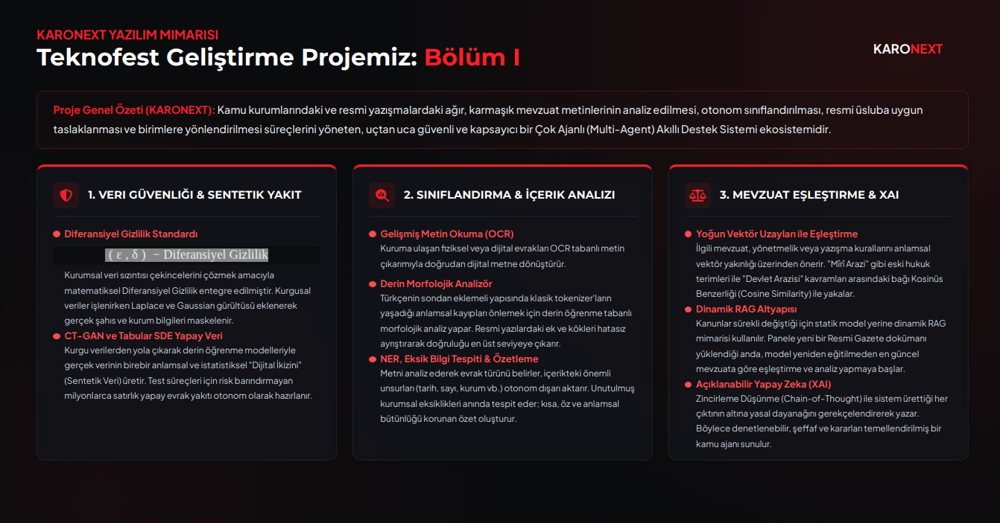 KARONEXT YAZILIM MIMARISI
Teknofest Geliştirme Projemiz: Bölüm I
KARONEXT
Proje Genel Özeti (KARONEXT): Kamu kurumlarındaki ve resmi yazışmalardaki ağır, karmaşık mevzuat metinlerinin analiz edilmesi, otonom sınıflandırılması, resmi üsluba uygun
taslaklanması ve birimlere yönlendirilmesi süreçlerini yöneten, uçtan uca güvenli ve kapsayıcı bir Çok Ajanlı (Multi-Agent) Akıllı Destek Sistemi ekosistemidir.
1. VERI GÜVENLIĞI & SENTETIK YAKIT
Diferansiyel Gizlilik Standardı
( ε , δ ) − Diferansiyel Gizlilik
Kurumsal veri sızıntısı çekincelerini çözmek amacıyla
matematiksel Diferansiyel Gizlilik entegre edilmiştir. Kurgusal
veriler işlenirken Laplace ve Gaussian gürültüsü eklenerek
gerçek şahıs ve kurum bilgileri maskelenir.
CT-GAN ve Tabular SDE Yapay Veri
Kurgu verilerden yola çıkarak derin öğrenme modelleriyle
gerçek verinin birebir anlamsal ve istatistiksel "Dijital İkizini"
(Sentetik Veri) üretir. Test süreçleri için risk barındırmayan
milyonlarca satırlık yapay evrak yakıtı otonom olarak hazırlanır.
2. SINIFLANDIRMA & İÇERIK ANALIZI
Gelişmiş Metin Okuma (OCR)
Kuruma ulaşan fiziksel veya dijital evrakları OCR tabanlı metin
çıkarımıyla doğrudan dijital metne dönüştürür.
Derin Morfolojik Analizör
Türkçenin sondan eklemeli yapısında klasik tokenizer'ların
yaşadığı anlamsal kayıpları önlemek için derin öğrenme tabanlı
morfolojik analiz yapar. Resmi yazılardaki ek ve kökleri hatasız
ayrıştırarak doğruluğu en üst seviyeye çıkarır.
NER, Eksik Bilgi Tespiti & Özetleme
Metni analiz ederek evrak türünü belirler, içerikteki önemli
unsurları (tarih, sayı, kurum vb.) otonom dışarı aktarır. Unutulmuş
kurumsal eksiklikleri anında tespit eder; kısa, öz ve anlamsal
bütünlüğü korunan özet oluşturur.
3. MEVZUAT EŞLEŞTIRME & XAI
Yoğun Vektör Uzayları ile Eşleştirme
İlgili mevzuat, yönetmelik veya yazışma kurallarını anlamsal
vektör yakınlığı üzerinden önerir. "Mîrî Arazi" gibi eski hukuk
terimleri ile "Devlet Arazisi" kavramları arasındaki bağı Kosinüs
Benzerliği (Cosine Similarity) ile yakalar.
Dinamik RAG Altyapısı
Kanunlar sürekli değiştiği için statik model yerine dinamik RAG
mimarisi kullanılır. Panele yeni bir Resmi Gazete dokümanı
yüklendiği anda, model yeniden eğitilmeden en güncel
mevzuata göre eşleştirme ve analiz yapmaya başlar.
Açıklanabilir Yapay Zeka (XAI)
Zincirleme Düşünme (Chain-of-Thought) ile sistem ürettiği her
çıktının altına yasal dayanağını gerekçelendirerek yazar.
Böylece denetlenebilir, şeffaf ve kararları temellendirilmiş bir
kamu ajanı sunulur.